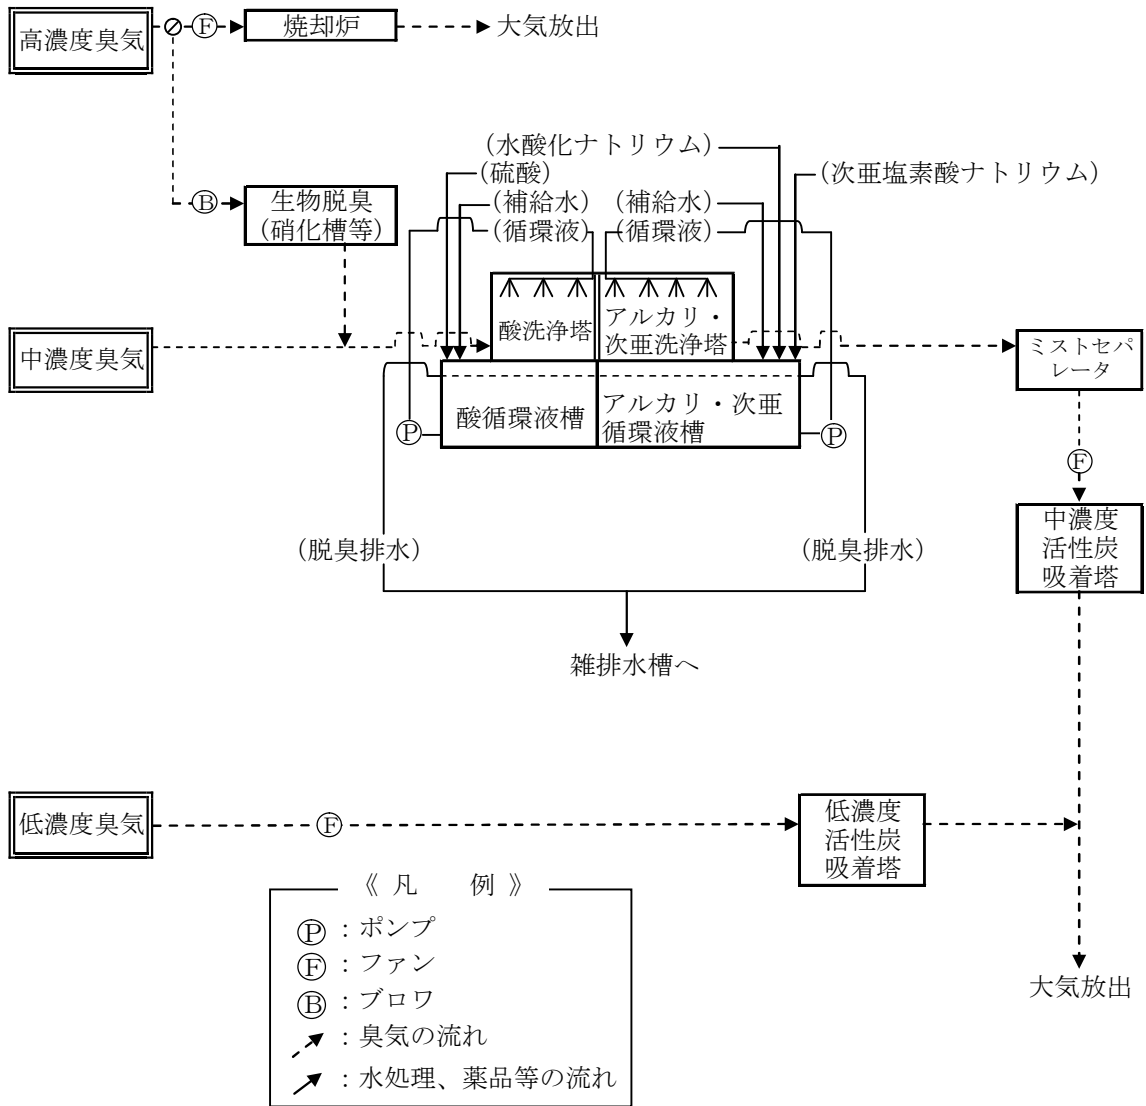 高濃度臭気
Ⓕ
焼却炉
大気放出
(水酸化ナトリウム)
(硫酸)
(次亜塩素酸ナトリウム)
Ⓑ
生物脱臭
(硝化槽等)
(補給水)
(補給水)
(循環液)
(循環液)
中濃度臭気
酸洗浄塔
アルカリ・
次亜洗浄塔
ミストセパ
レータ
酸循環液槽
アルカリ・次亜
循環液槽
Ⓟ
Ⓟ
Ⓕ
中濃度
活性炭
吸着塔
(脱臭排水)
(脱臭排水)
雑排水槽へ
低濃度臭気
Ⓕ
低濃度
活性炭
吸着塔
大気放出
《 凡 例 》
Ⓟ:ポンプ
Ⓕ:ファン
Ⓑ:ブロワ
:臭気の流れ
:水処理、薬品等の流れ